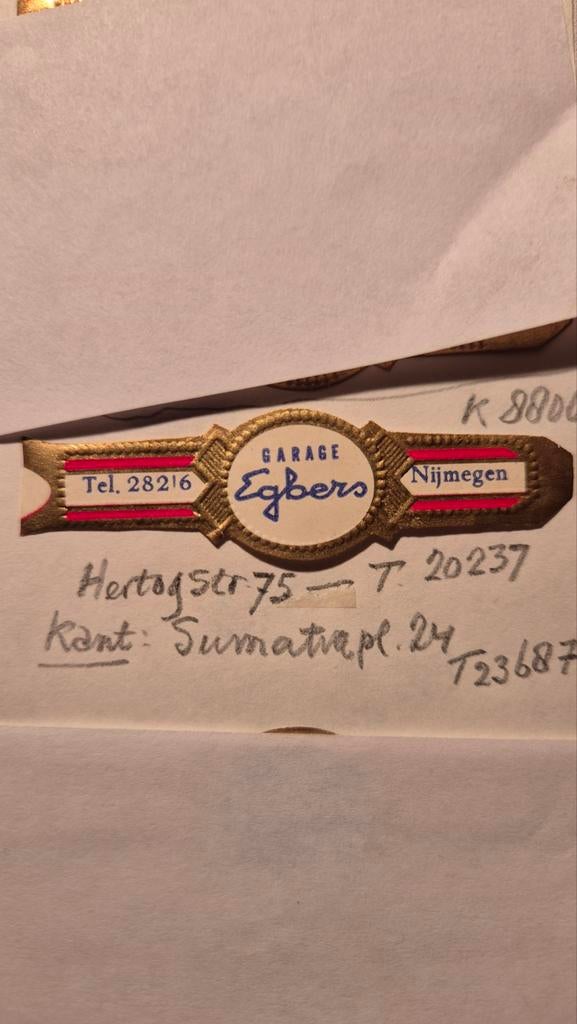 K 8800
GARAGE
Egbers
Tel. 28216
Nijmegen
Hertogstr. 75 — T. 20237
Kant: Sumatrapl. 24
T23687